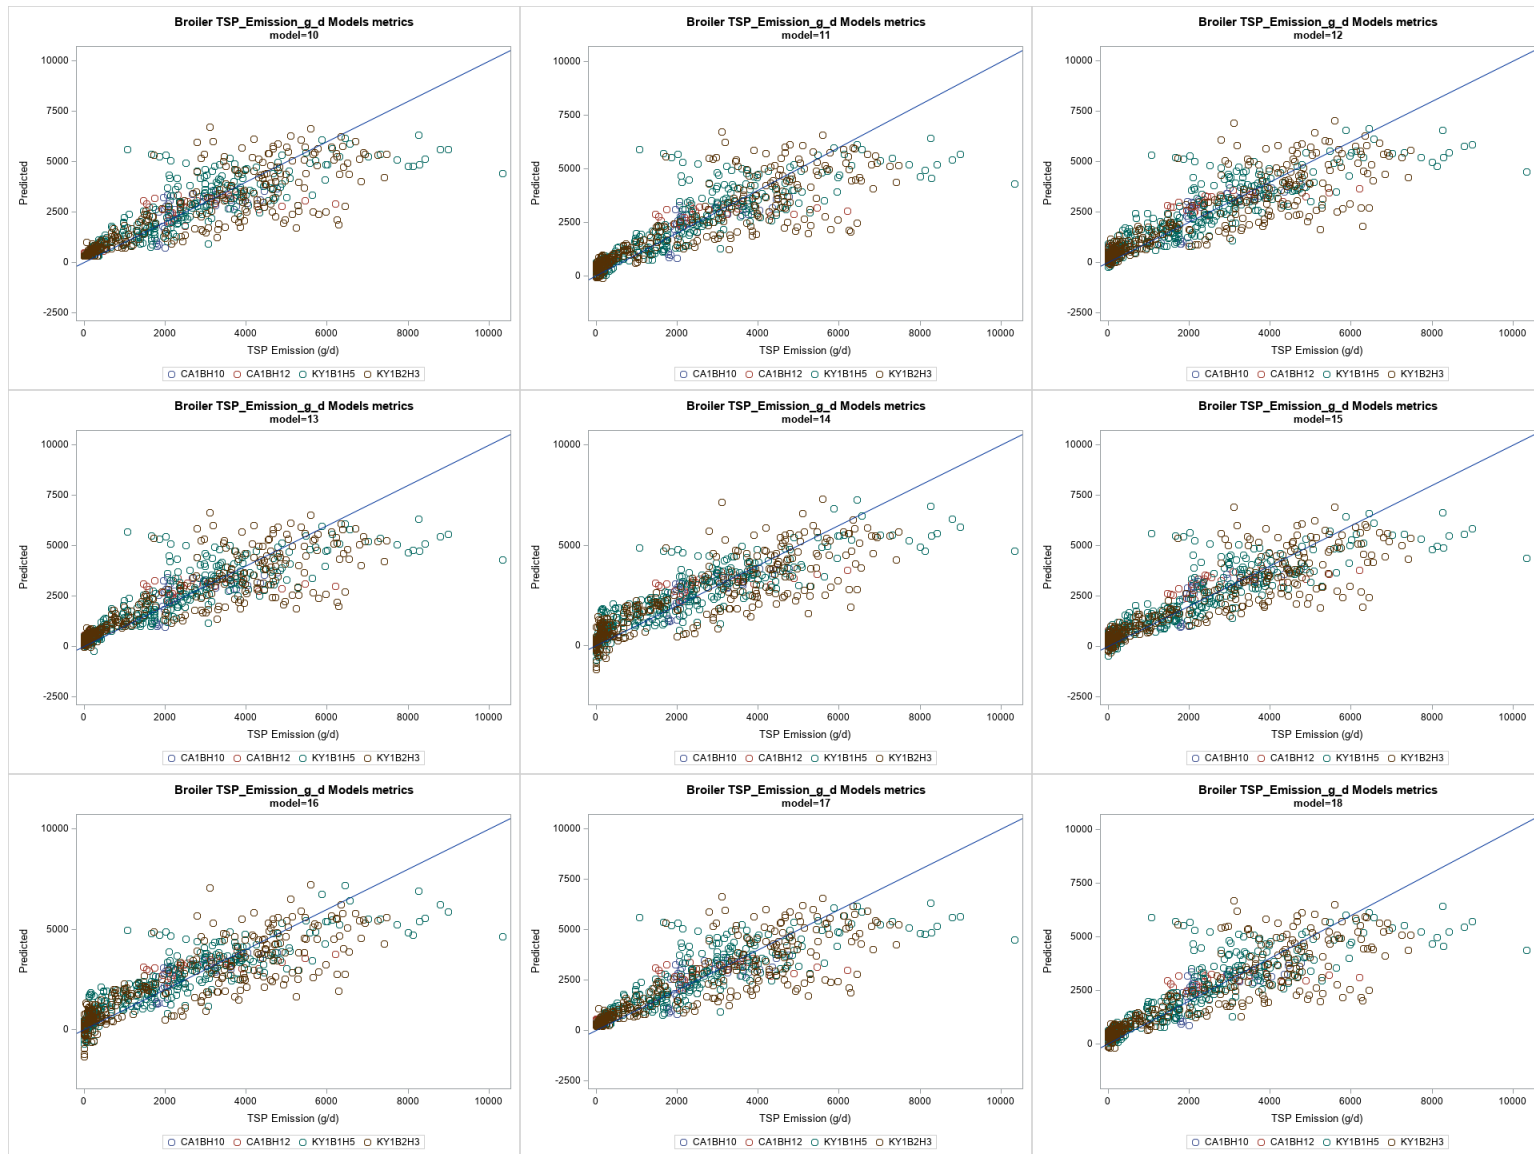 Broiler TSP_Emission_g_d Models metrics
model=10
10000
7500
5000
2500
0
-2500
Predicted
0 2000 4000 6000 8000 10000
TSP Emission (g/d)
CA1BH10 CA1BH12 KY1B1H5 KY1B2H3
Broiler TSP_Emission_g_d Models metrics
model=11
10000
7500
5000
2500
0
Predicted
0 2000 4000 6000 8000 10000
TSP Emission (g/d)
CA1BH10 CA1BH12 KY1B1H5 KY1B2H3
Broiler TSP_Emission_g_d Models metrics
model=12
10000
7500
5000
2500
0
-2500
Predicted
0 2000 4000 6000 8000 10000
TSP Emission (g/d)
CA1BH10 CA1BH12 KY1B1H5 KY1B2H3
Broiler TSP_Emission_g_d Models metrics
model=13
10000
7500
5000
2500
0
-2500
Predicted
0 2000 4000 6000 8000 10000
TSP Emission (g/d)
CA1BH10 CA1BH12 KY1B1H5 KY1B2H3
Broiler TSP_Emission_g_d Models metrics
model=14
10000
5000
0
Predicted
0 2000 4000 6000 8000 10000
TSP Emission (g/d)
CA1BH10 CA1BH12 KY1B1H5 KY1B2H3
Broiler TSP_Emission_g_d Models metrics
model=15
10000
7500
5000
2500
0
-2500
Predicted
0 2000 4000 6000 8000 10000
TSP Emission (g/d)
CA1BH10 CA1BH12 KY1B1H5 KY1B2H3
Broiler TSP_Emission_g_d Models metrics
model=16
10000
5000
0
Predicted
0 2000 4000 6000 8000 10000
TSP Emission (g/d)
CA1BH10 CA1BH12 KY1B1H5 KY1B2H3
Broiler TSP_Emission_g_d Models metrics
model=17
10000
7500
5000
2500
0
-2500
Predicted
0 2000 4000 6000 8000 10000
TSP Emission (g/d)
CA1BH10 CA1BH12 KY1B1H5 KY1B2H3
Broiler TSP_Emission_g_d Models metrics
model=18
10000
7500
5000
2500
0
Predicted
0 2000 4000 6000 8000 10000
TSP Emission (g/d)
CA1BH10 CA1BH12 KY1B1H5 KY1B2H3